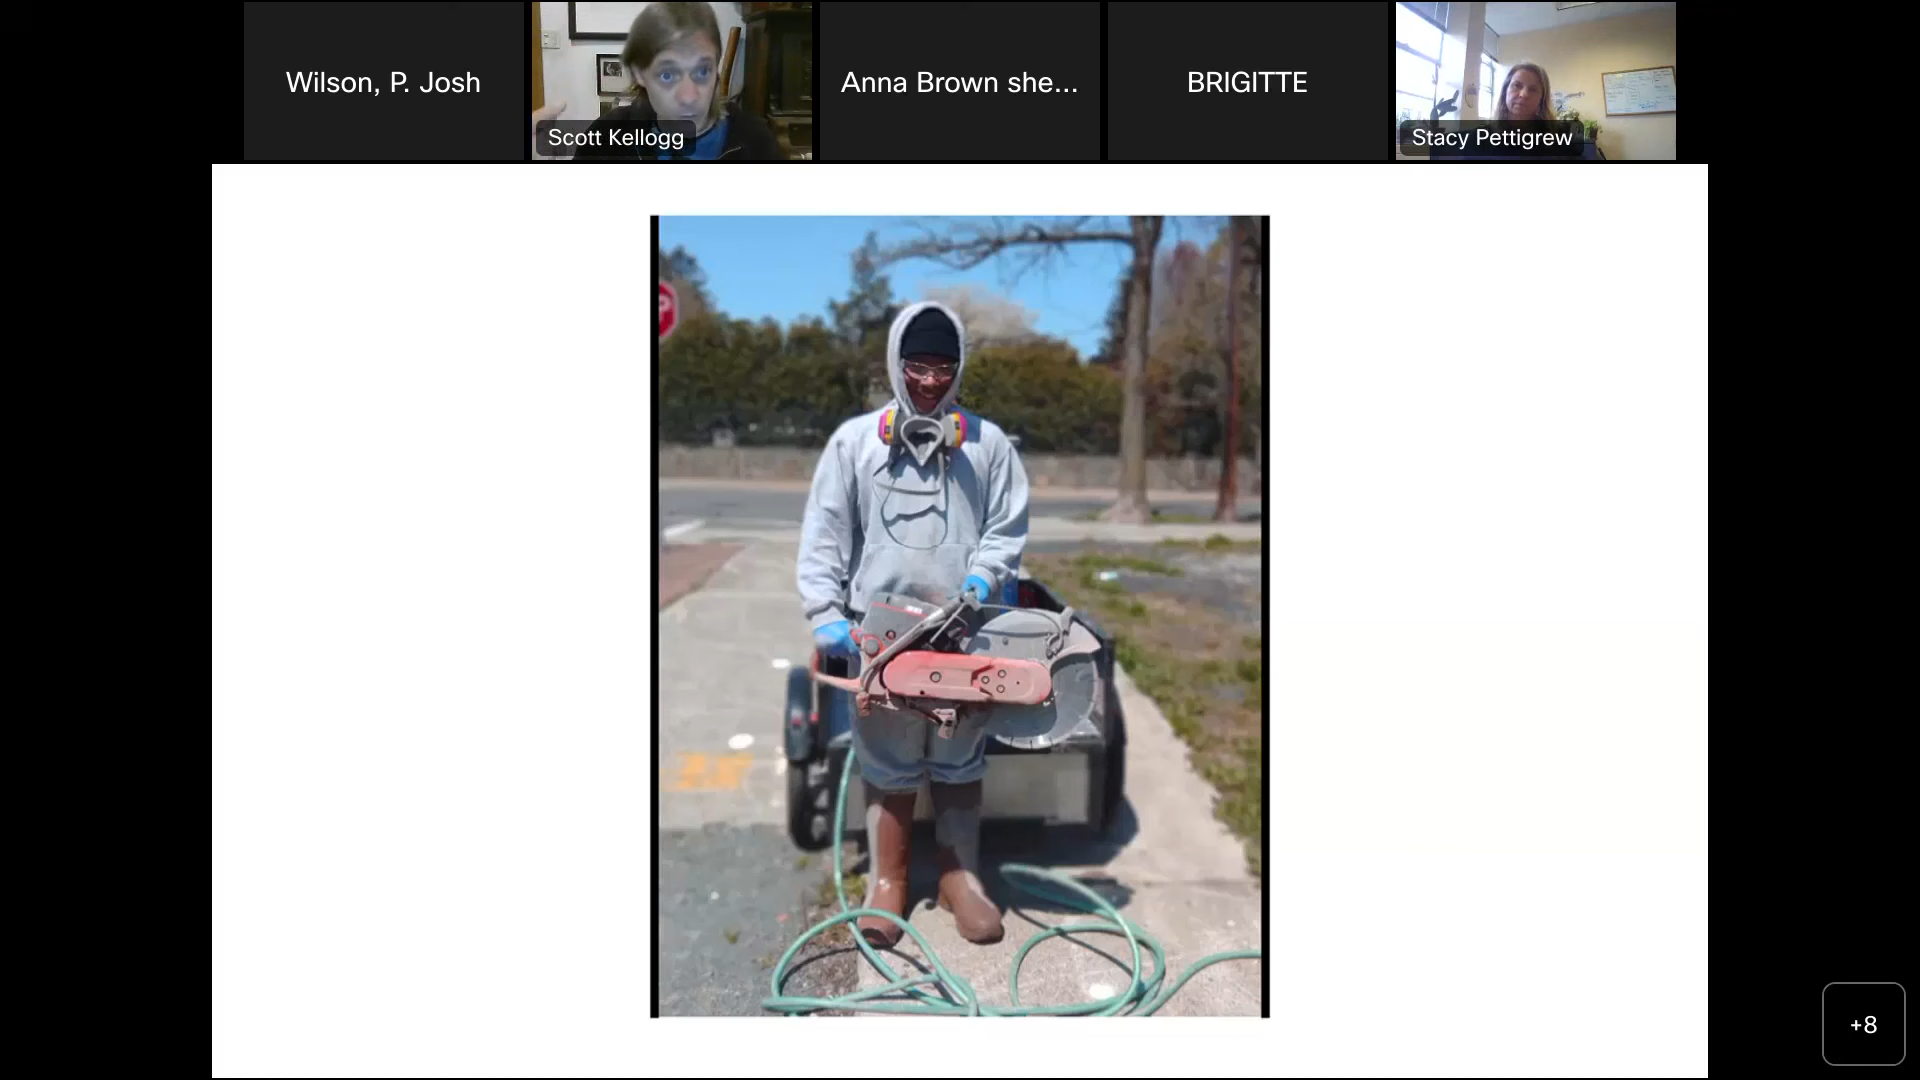 Wilson, P. Josh
Scott Kellogg
Anna Brown she...
BRIGITTE
Stacy Pettigrew
+8